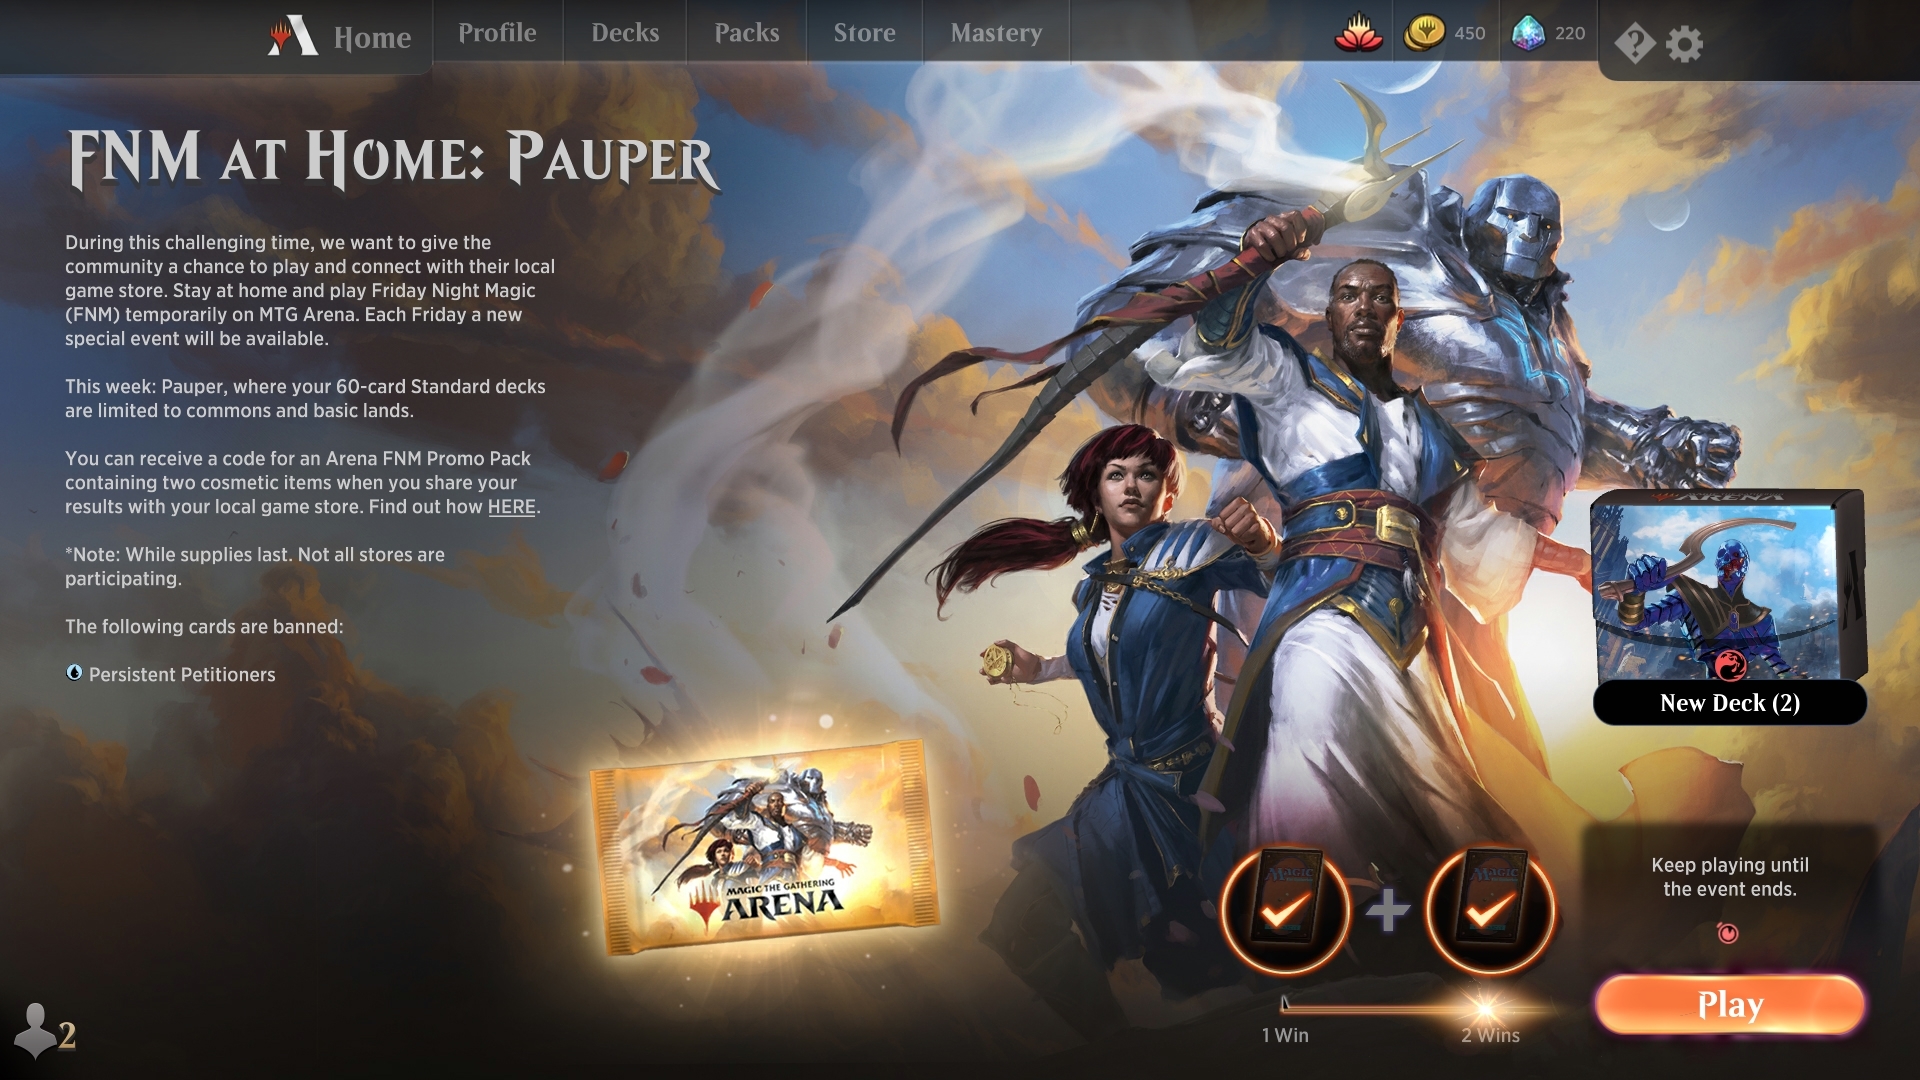 Home
Profile
Decks
Packs
Store
Mastery
450
220
FNM at Home: Pauper
During this challenging time, we want to give the
community a chance to play and connect with their local
game store. Stay at home and play Friday Night Magic
(FNM) temporarily on MTG Arena. Each Friday a new
special event will be available.
This week: Pauper, where your 60-card Standard decks
are limited to commons and basic lands.
You can receive a code for an Arena FNM Promo Pack
containing two cosmetic items when you share your
results with your local game store. Find out how HERE.
*Note: While supplies last. Not all stores are
participating.
The following cards are banned:
Persistent Petitioners
ARENA
New Deck (2)
MAGIC THE GATHERING
ARENA
MAGIC
MAGIC
1 Win
2 Wins
Keep playing until
the event ends.
Play
2